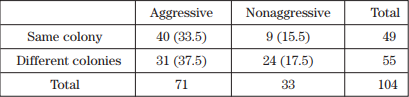 Aggressive Nonaggressive Total
Same colony 40 (33.5) 9 (15.5) 49
Different colonies 31 (37.5) 24 (17.5) 55
Total 71 33 104